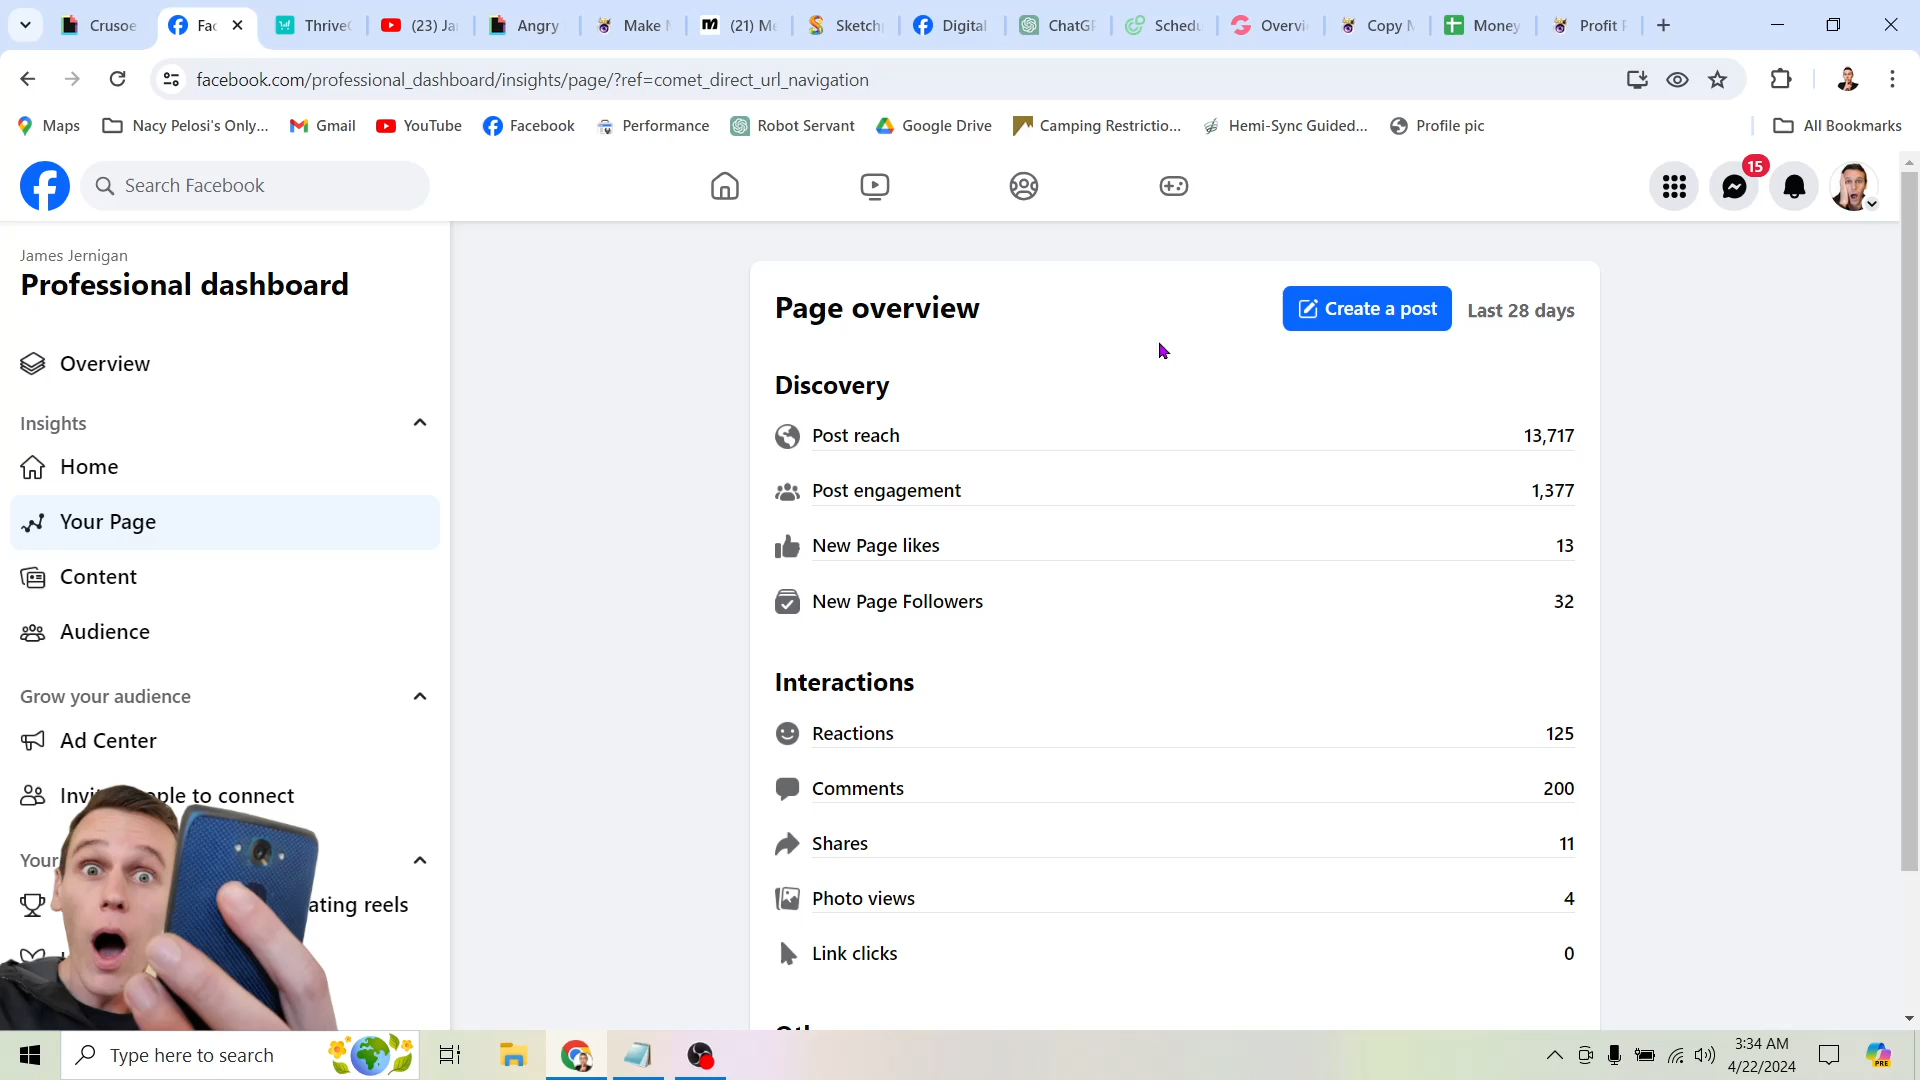 Crusoe
Fac
Thrive
(23) Ja
Angry
Make
(21) Me
Sketch
Digital
ChatGP
Schedu
Overvi
Copy
Money
Profit
facebook.com/professional_dashboard/insights/page/?ref=comet_direct_url_navigation
Maps
Nacy Pelosi's Only...
Gmail
YouTube
Facebook
Performance
Robot Servant
Google Drive
Camping Restrictio...
Hemi-Sync Guided...
Profile pic
All Bookmarks
Search Facebook
15
James Jernigan
Professional dashboard
Overview
Insights
Home
Your Page
Content
Audience
Grow your audience
Ad Center
ple to connect
Your
ating reels
Page overview
Create a post
Last 28 days
Discovery
Post reach 13,717
Post engagement 1,377
New Page likes 13
New Page Followers 32
Interactions
Reactions 125
Comments 200
Shares 11
Photo views 4
Link clicks 0
Type here to search
3:34 AM
4/22/2024
PRE